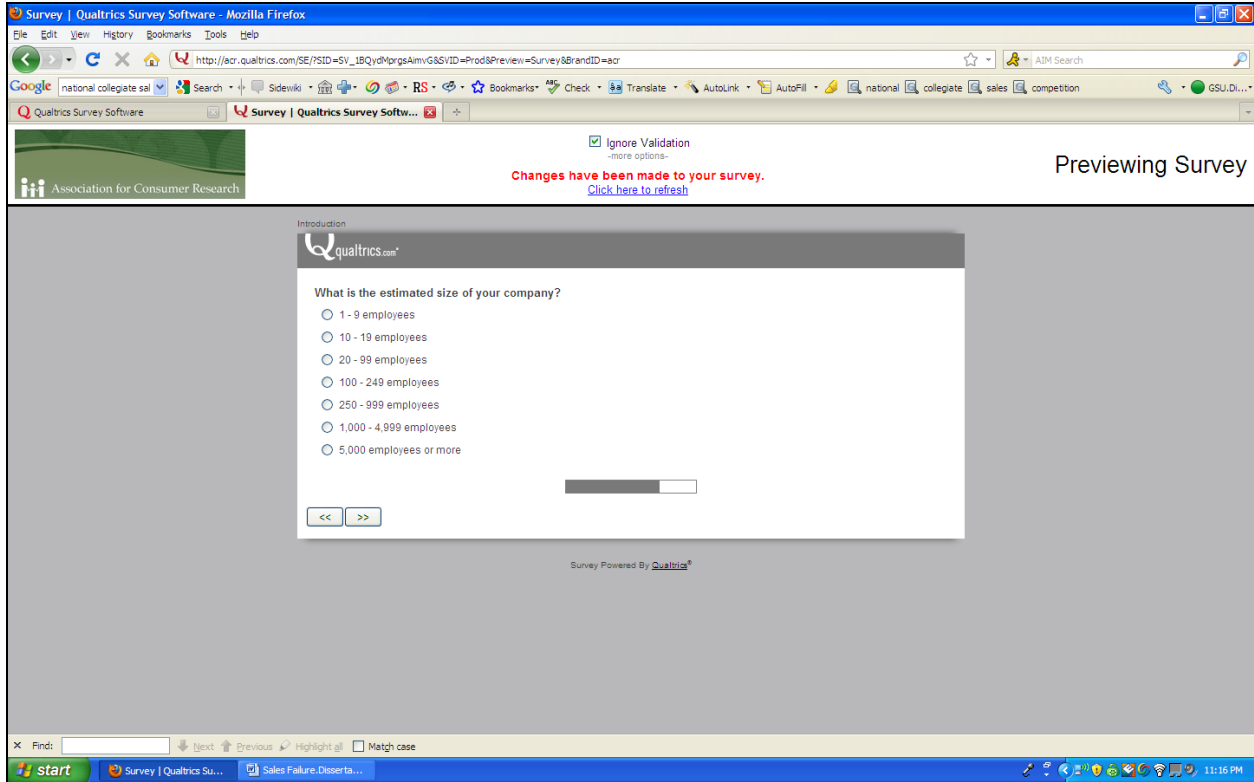 Survey | Qualtrics Survey Software - Mozilla Firefox
File Edit View History Bookmarks Tools Help
http://acr.qualtrics.com/SE/?SID=SV_1BQydMprgsAimvG&SVID=Prod&Preview=Survey&BrandID=acr AIM Search
Google national collegiate sal Search Sidewiki RS Bookmarks Check Translate AutoLink AutoFill national collegiate sales competition GSU.Di...
Qualtrics Survey Software Survey | Qualtrics Survey Softw...
Association for Consumer Research
Ignore Validation
-more options-
Changes have been made to your survey.
Click here to refresh
Previewing Survey
Introduction
qualtrics.com
What is the estimated size of your company?
1 - 9 employees
10 - 19 employees
20 - 99 employees
100 - 249 employees
250 - 999 employees
1,000 - 4,999 employees
5,000 employees or more
<< >>
Survey Powered By Qualtrics®
× Find: Next Previous Highlight all Match case
start Survey | Qualtrics Su... Sales Failure.Disserta... 11:16 PM